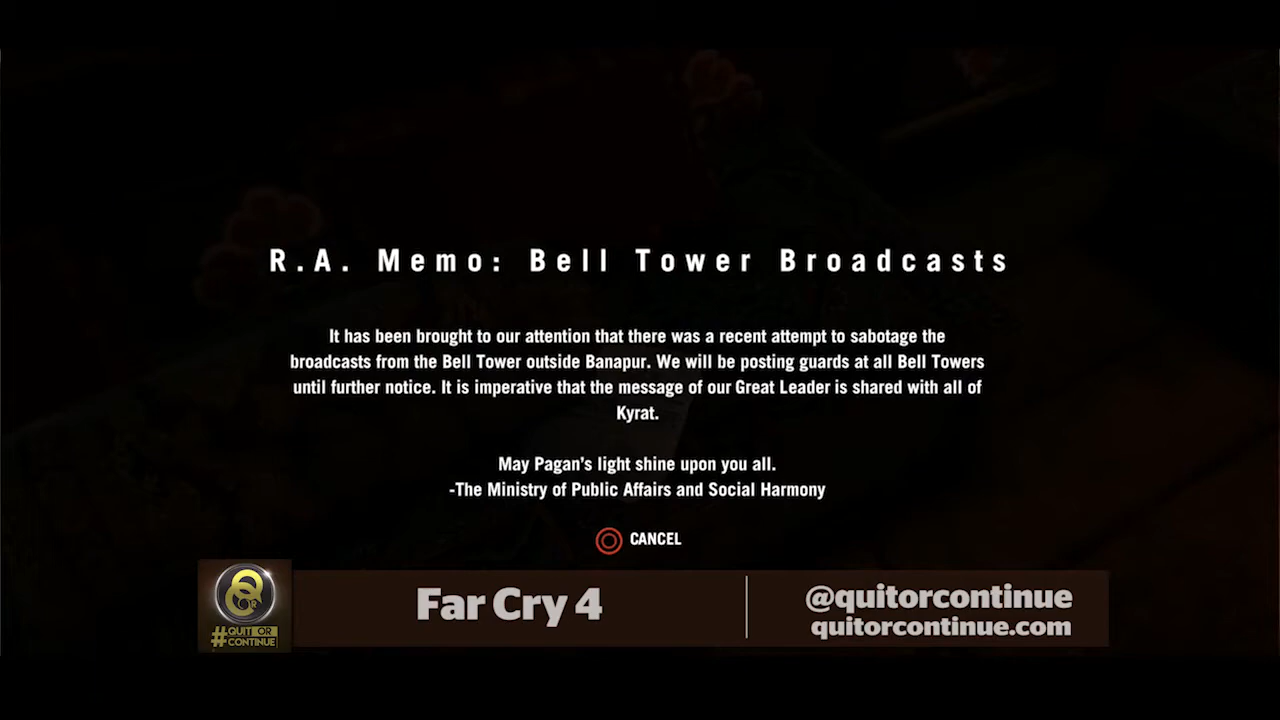 R.A. Memo: Bell Tower Broadcasts
It has been brought to our attention that there was a recent attempt to sabotage the
broadcasts from the Bell Tower outside Banapur. We will be posting guards at all Bell Towers
until further notice. It is imperative that the message of our Great Leader is shared with all of
Kyrat.
May Pagan's light shine upon you all.
-The Ministry of Public Affairs and Social Harmony
CANCEL
OR
#QUIT OR
CONTINUE
Far Cry 4
@quitorcontinue
quitorcontinue.com